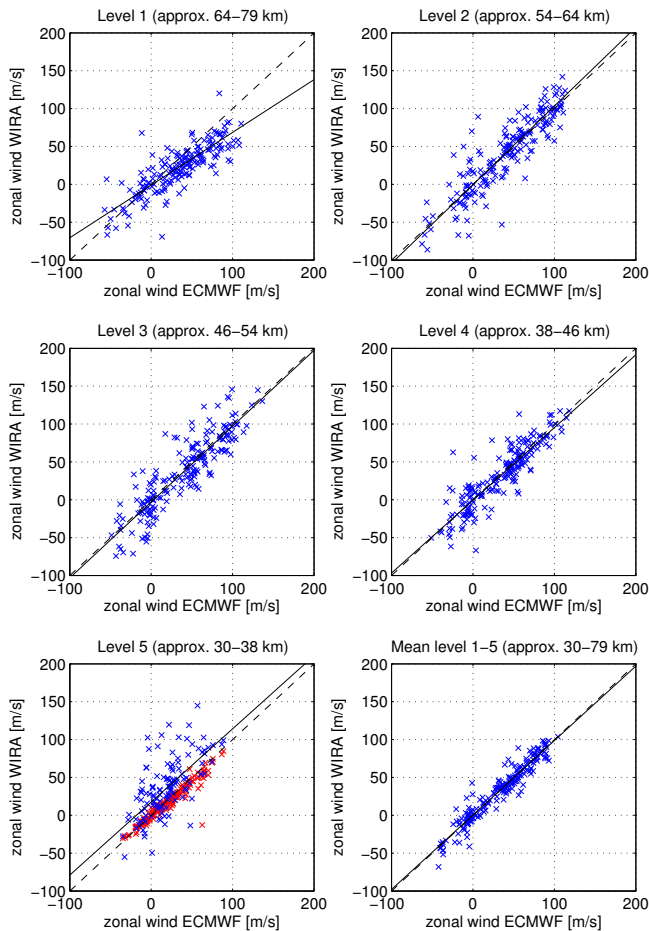 Level 1 (approx. 64−79 km)
Level 2 (approx. 54−64 km)
200
150
100
50
0
−50
−100
zonal wind WIRA [m/s]
−100 0 100 200
zonal wind ECMWF [m/s]
200
150
100
50
0
−50
−100
zonal wind WIRA [m/s]
−100 0 100 200
zonal wind ECMWF [m/s]
Level 3 (approx. 46−54 km)
Level 4 (approx. 38−46 km)
200
150
100
50
0
−50
−100
zonal wind WIRA [m/s]
−100 0 100 200
zonal wind ECMWF [m/s]
200
150
100
50
0
−50
−100
zonal wind WIRA [m/s]
−100 0 100 200
zonal wind ECMWF [m/s]
Level 5 (approx. 30−38 km)
Mean level 1−5 (approx. 30−79 km)
200
150
100
50
0
−50
−100
zonal wind WIRA [m/s]
−100 0 100 200
zonal wind ECMWF [m/s]
200
150
100
50
0
−50
−100
zonal wind WIRA [m/s]
−100 0 100 200
zonal wind ECMWF [m/s]